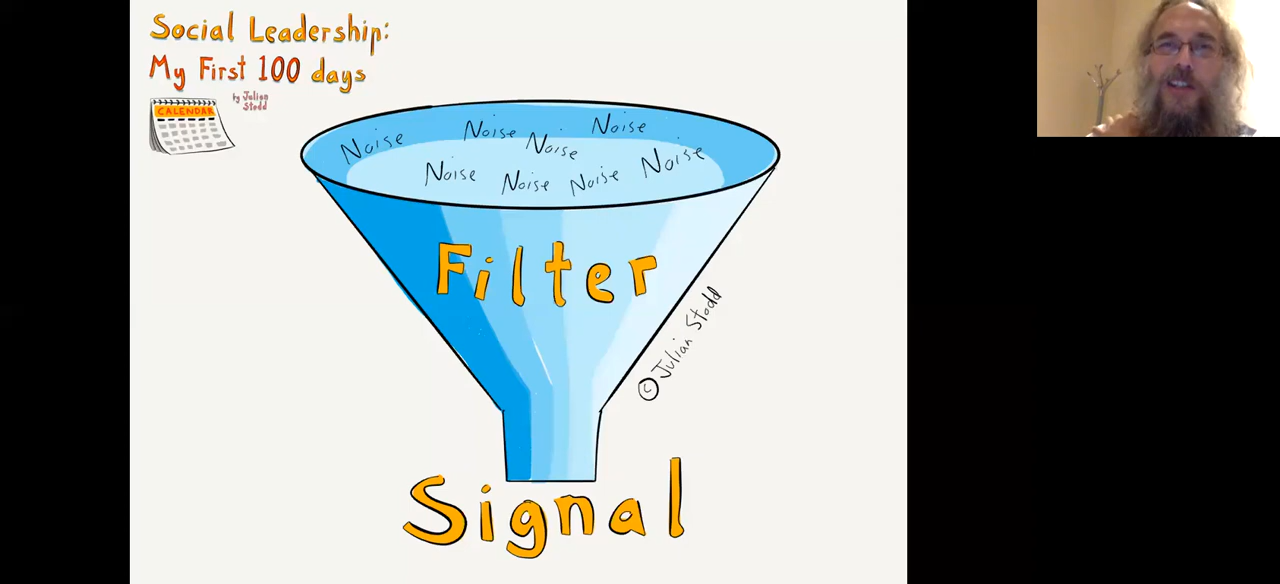 Social Leadership:
My First 100 days
by Julian
Stodd
CALENDAR
Noise Noise Noise
Noise
Noise Noise Noise Noise
Filter
© Julian Stodd
Signal